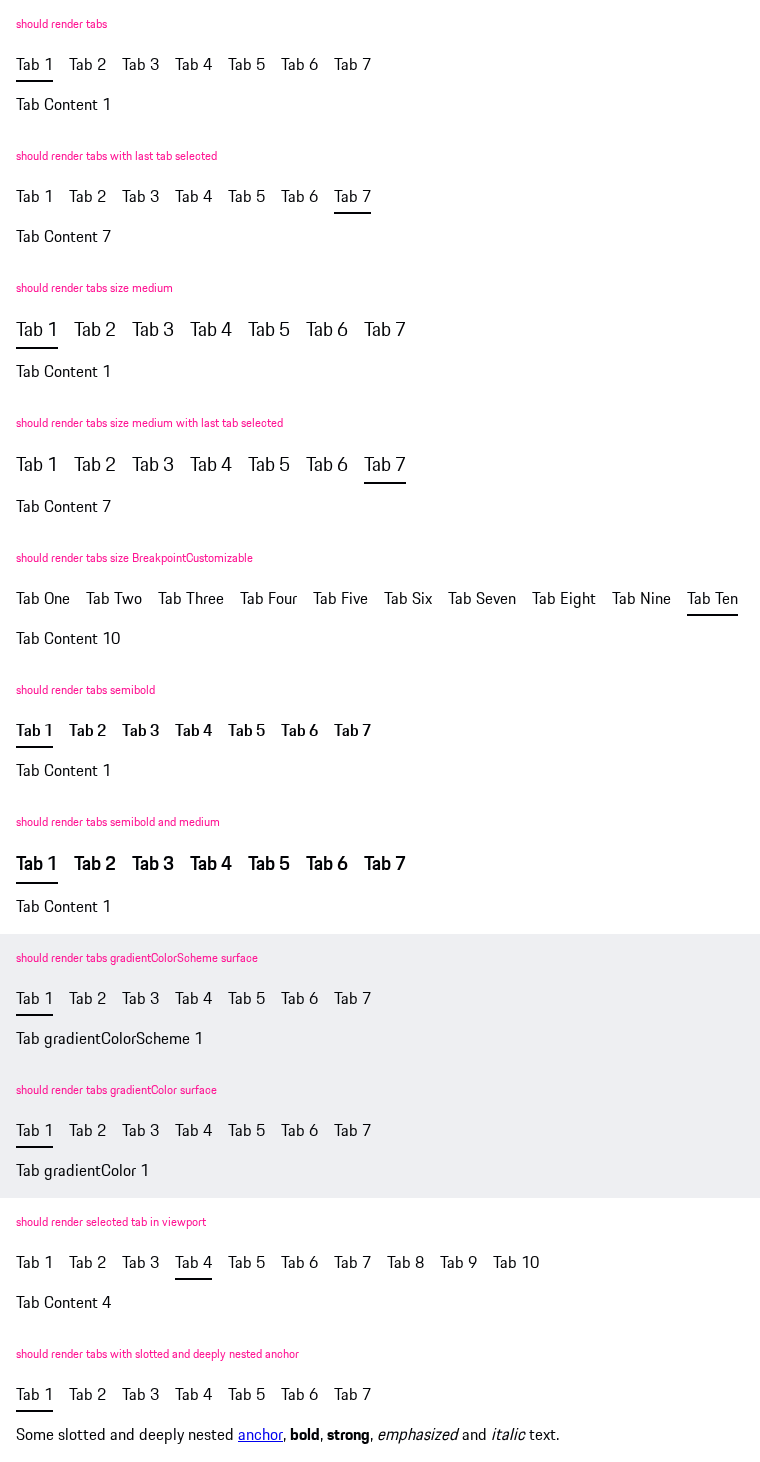 should render tabs
Tab 1 Tab 2 Tab 3 Tab 4 Tab 5 Tab 6 Tab 7
Tab Content 1
should render tabs with last tab selected
Tab 1 Tab 2 Tab 3 Tab 4 Tab 5 Tab 6 Tab 7
Tab Content 7
should render tabs size medium
Tab 1 Tab 2 Tab 3 Tab 4 Tab 5 Tab 6 Tab 7
Tab Content 1
should render tabs size medium with last tab selected
Tab 1 Tab 2 Tab 3 Tab 4 Tab 5 Tab 6 Tab 7
Tab Content 7
should render tabs size BreakpointCustomizable
Tab One Tab Two Tab Three Tab Four Tab Five Tab Six Tab Seven Tab Eight Tab Nine Tab Ten
Tab Content 10
should render tabs semibold
Tab 1 Tab 2 Tab 3 Tab 4 Tab 5 Tab 6 Tab 7
Tab Content 1
should render tabs semibold and medium
Tab 1 Tab 2 Tab 3 Tab 4 Tab 5 Tab 6 Tab 7
Tab Content 1
should render tabs gradientColorScheme surface
Tab 1 Tab 2 Tab 3 Tab 4 Tab 5 Tab 6 Tab 7
Tab gradientColorScheme 1
should render tabs gradientColor surface
Tab 1 Tab 2 Tab 3 Tab 4 Tab 5 Tab 6 Tab 7
Tab gradientColor 1
should render selected tab in viewport
Tab 1 Tab 2 Tab 3 Tab 4 Tab 5 Tab 6 Tab 7 Tab 8 Tab 9 Tab 10
Tab Content 4
should render tabs with slotted and deeply nested anchor
Tab 1 Tab 2 Tab 3 Tab 4 Tab 5 Tab 6 Tab 7
Some slotted and deeply nested anchor, bold, strong, emphasized and italic text.